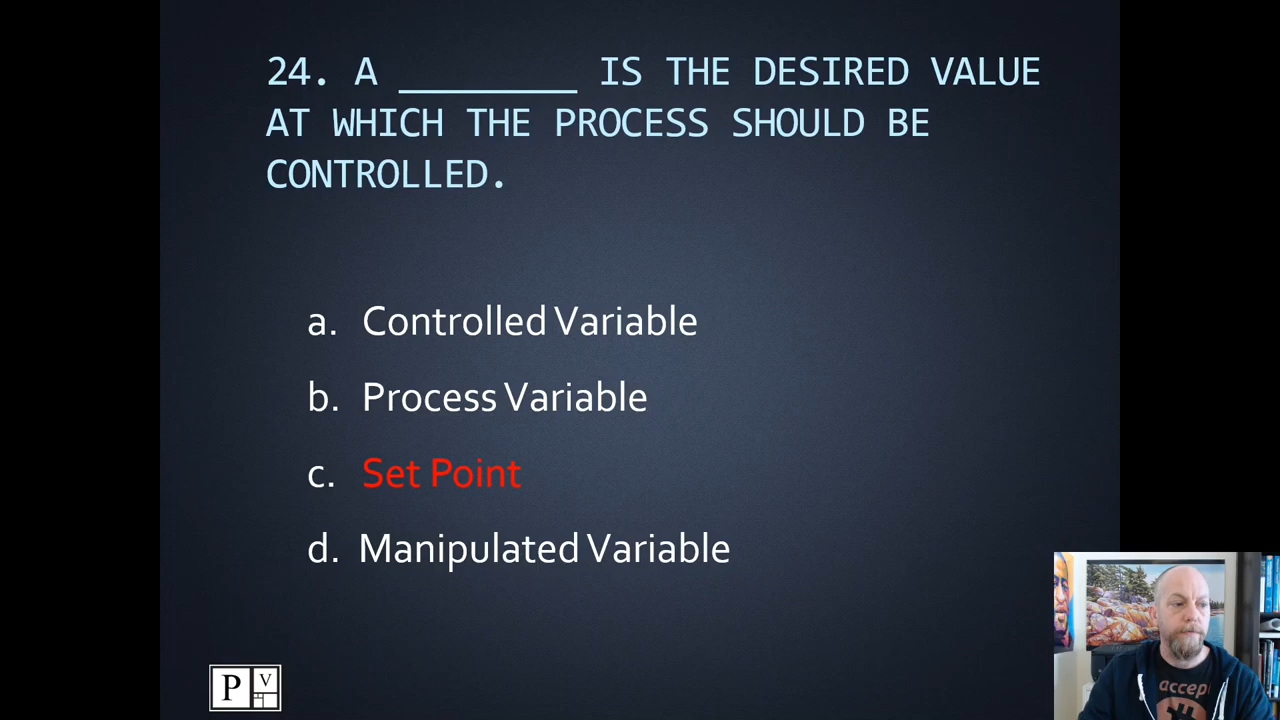 24. A ________ IS THE DESIRED VALUE
AT WHICH THE PROCESS SHOULD BE
CONTROLLED.
a. Controlled Variable
b. Process Variable
c. Set Point
d. Manipulated Variable
P V
accept